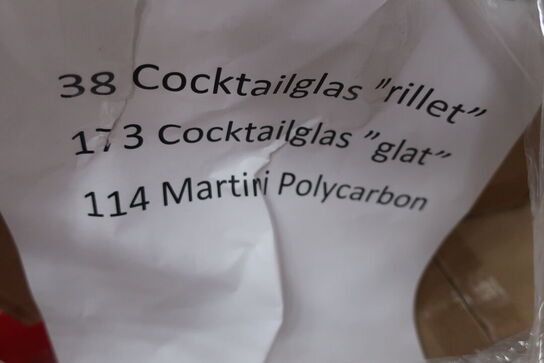 38 Cocktailglas ”rillet”
173 Cocktailglas ”glat”
114 Martini Polycarbon